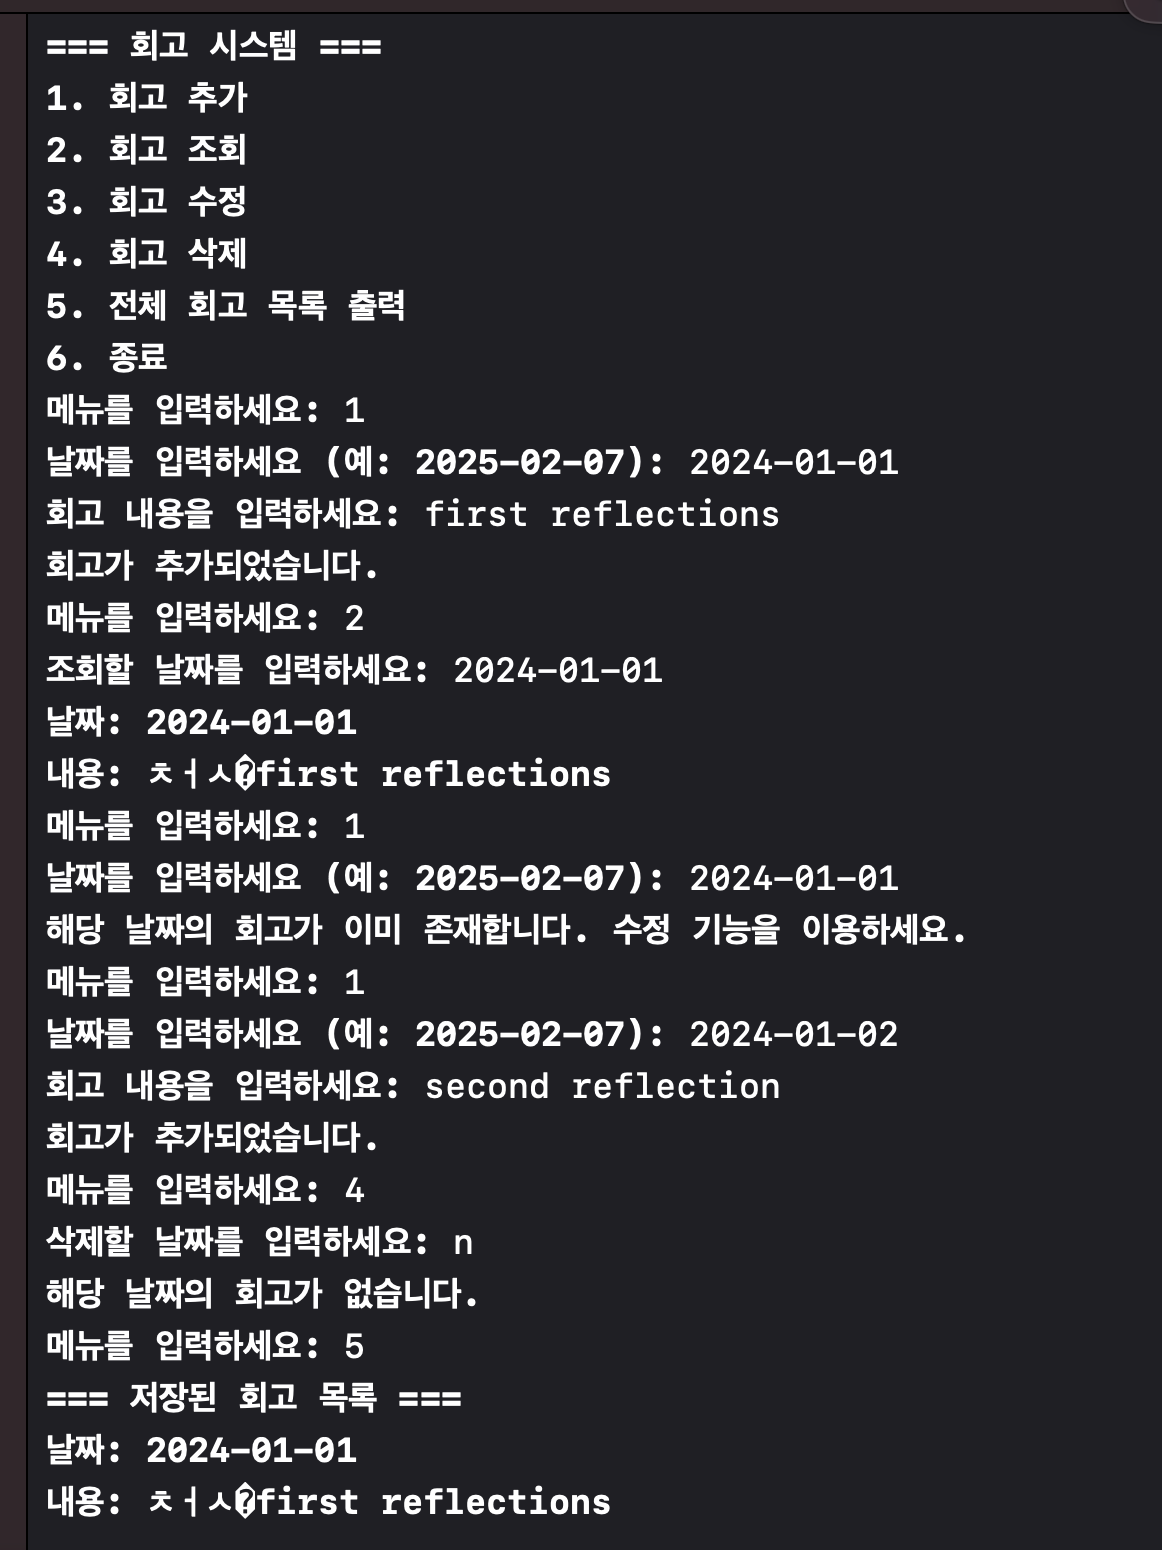 === 회고 시스템 ===
1. 회고 추가
2. 회고 조회
3. 회고 수정
4. 회고 삭제
5. 전체 회고 목록 출력
6. 종료
메뉴를 입력하세요: 1
날짜를 입력하세요 (예: 2025-02-07): 2024-01-01
회고 내용을 입력하세요: first reflections
회고가 추가되었습니다.
메뉴를 입력하세요: 2
조회할 날짜를 입력하세요: 2024-01-01
날짜: 2024-01-01
내용: ㅊㅓㅅ�first reflections
메뉴를 입력하세요: 1
날짜를 입력하세요 (예: 2025-02-07): 2024-01-01
해당 날짜의 회고가 이미 존재합니다. 수정 기능을 이용하세요.
메뉴를 입력하세요: 1
날짜를 입력하세요 (예: 2025-02-07): 2024-01-02
회고 내용을 입력하세요: second reflection
회고가 추가되었습니다.
메뉴를 입력하세요: 4
삭제할 날짜를 입력하세요: n
해당 날짜의 회고가 없습니다.
메뉴를 입력하세요: 5
=== 저장된 회고 목록 ===
날짜: 2024-01-01
내용: ㅊㅓㅅ�first reflections